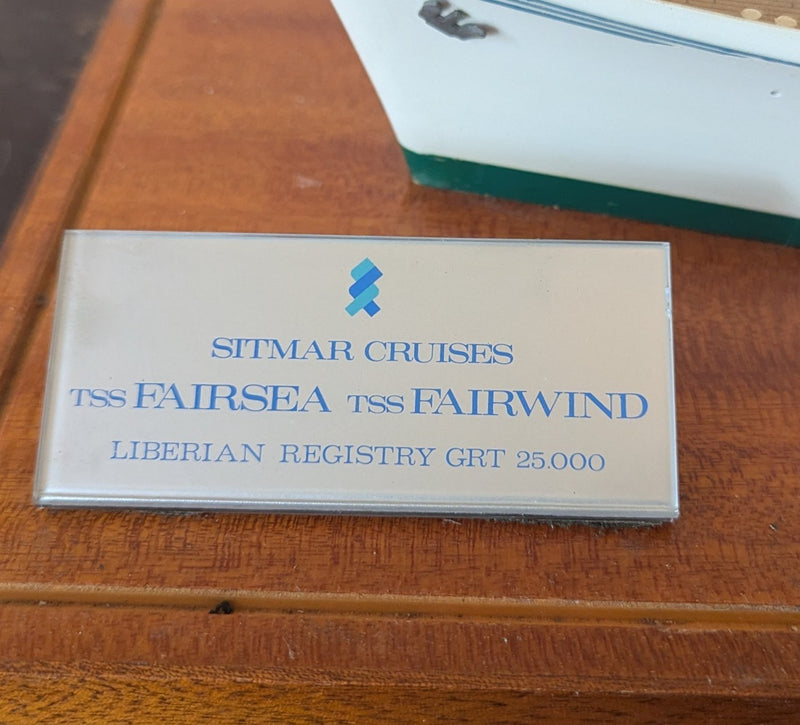 SITMAR CRUISES
TSS FAIRSEA TSS FAIRWIND
LIBERIAN REGISTRY GRT 25.000